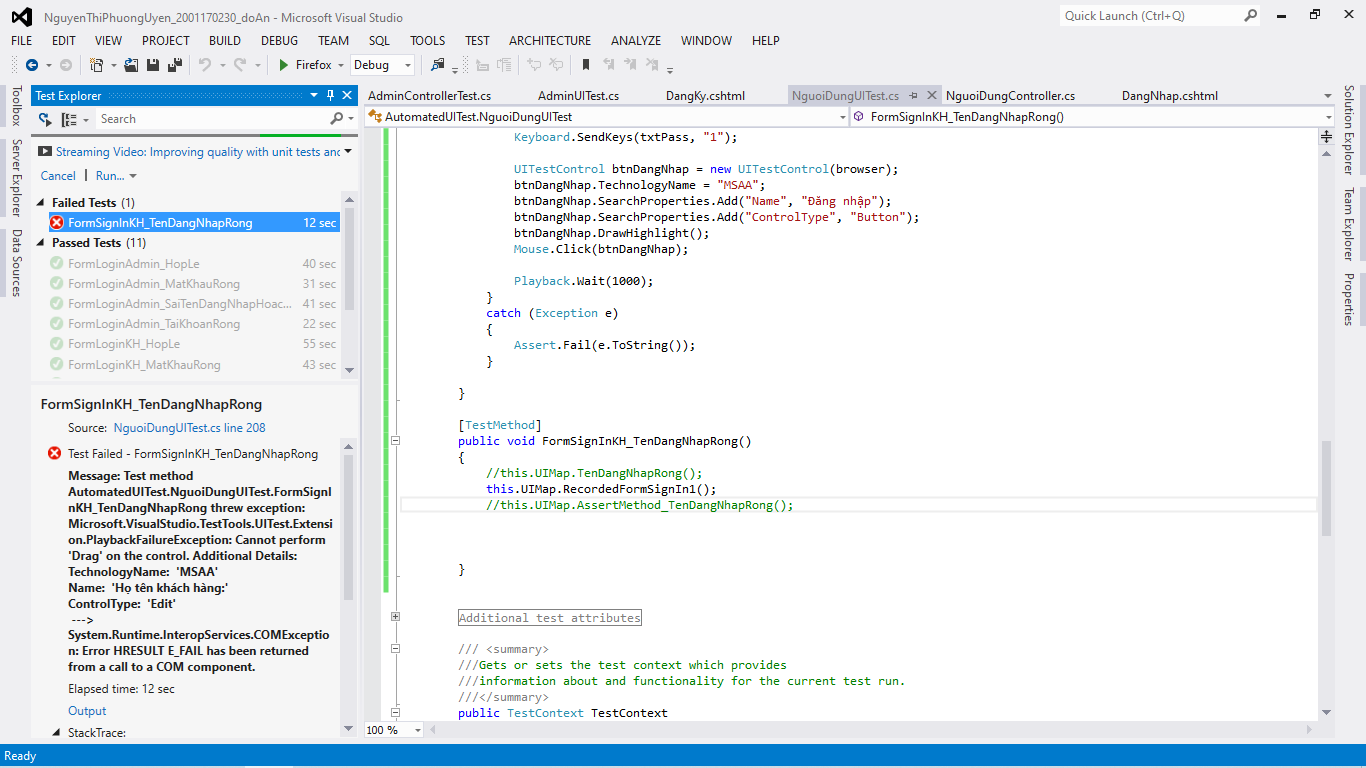 NguyenThiPhuongUyen_2001170230_doAn - Microsoft Visual Studio
Quick Launch (Ctrl+Q)
FILE EDIT VIEW PROJECT BUILD DEBUG TEAM SQL TOOLS TEST ARCHITECTURE ANALYZE WINDOW HELP
Firefox Debug
Toolbox
Server Explorer
Data Sources
Test Explorer
Search
Streaming Video: Improving quality with unit tests and
Cancel | Run...
Failed Tests (1)
FormSignInKH_TenDangNhapRong 12 sec
Passed Tests (11)
FormLoginAdmin_HopLe 40 sec
FormLoginAdmin_MatKhauRong 31 sec
FormLoginAdmin_SaiTenDangNhapHoac... 41 sec
FormLoginAdmin_TaiKhoanRong 22 sec
FormLoginKH_HopLe 55 sec
FormLoginKH_MatKhauRong 43 sec
FormSignInKH_TenDangNhapRong
Source: NguoiDungUITest.cs line 208
Test Failed - FormSignInKH_TenDangNhapRong
Message: Test method
AutomatedUITest.NguoiDungUITest.FormSignI
nKH_TenDangNhapRong threw exception:
Microsoft.VisualStudio.TestTools.UITest.Extensi
on.PlaybackFailureException: Cannot perform
'Drag' on the control. Additional Details:
TechnologyName: 'MSAA'
Name: 'Họ tên khách hàng:'
ControlType: 'Edit'
--->
System.Runtime.InteropServices.COMExceptio
n: Error HRESULT E_FAIL has been returned
from a call to a COM component.
Elapsed time: 12 sec
Output
StackTrace:
AdminControllerTest.cs AdminUITest.cs DangKy.cshtml NguoiDungUITest.cs NguoiDungController.cs DangNhap.cshtml
AutomatedUITest.NguoiDungUITest FormSignInKH_TenDangNhapRong()
Keyboard.SendKeys(txtPass, "1");
UITestControl btnDangNhap = new UITestControl(browser);
btnDangNhap.TechnologyName = "MSAA";
btnDangNhap.SearchProperties.Add("Name", "Đăng nhập");
btnDangNhap.SearchProperties.Add("ControlType", "Button");
btnDangNhap.DrawHighlight();
Mouse.Click(btnDangNhap);
Playback.Wait(1000);
}
catch (Exception e)
{
Assert.Fail(e.ToString());
}
}
[TestMethod]
public void FormSignInKH_TenDangNhapRong()
{
//this.UIMap.TenDangNhapRong();
this.UIMap.RecordedFormSignIn1();
//this.UIMap.AssertMethod_TenDangNhapRong();
}
Additional test attributes
/// <summary>
///Gets or sets the test context which provides
///information about and functionality for the current test run.
///</summary>
public TestContext TestContext
100 %
Solution Explorer
Team Explorer
Properties
Ready